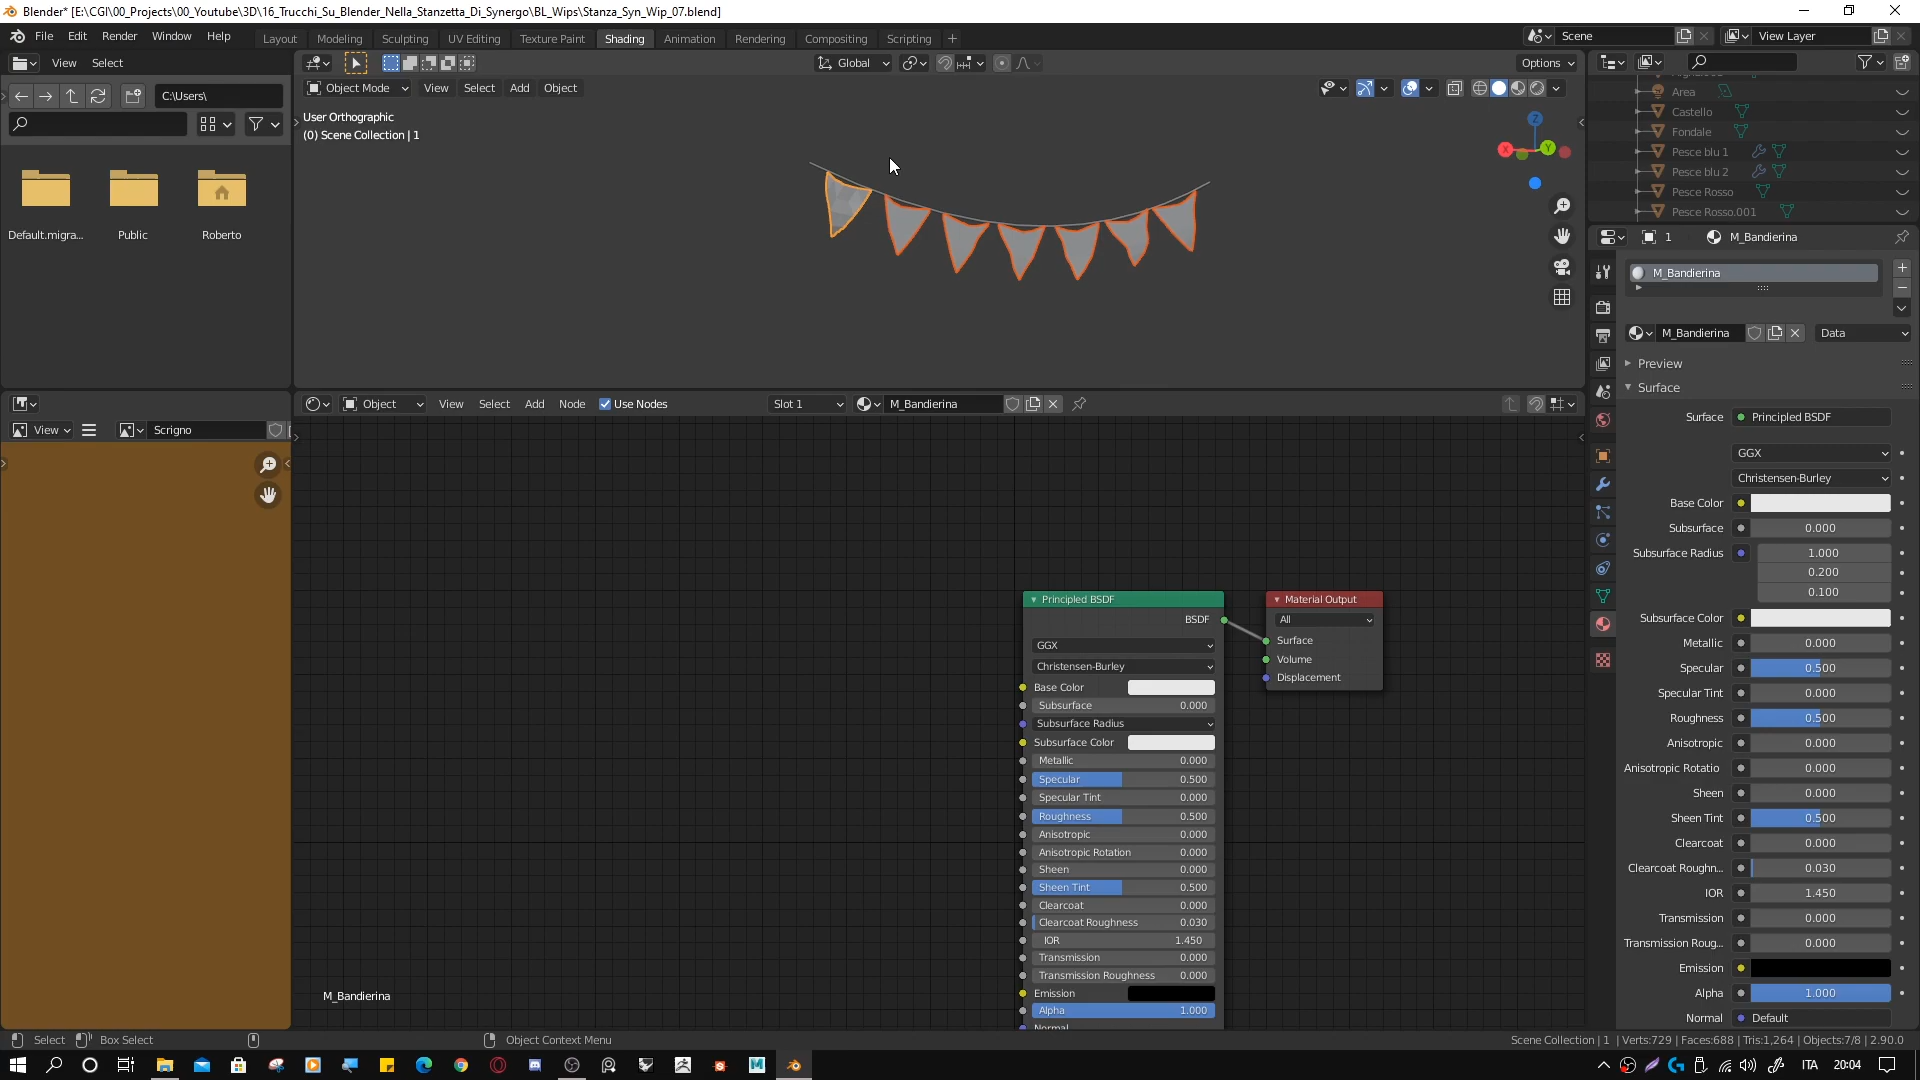 Blender* [E:\CGI\00_Projects\00_Youtube\3D\16_Trucchi_Su_Blender_Nella_Stanzetta_Di_Synergo\BL_Wips\Stanza_Syn_Wip_07.blend]
File Edit Render Window Help Layout Modeling Sculpting UV Editing Texture Paint Shading Animation Rendering Compositing Scripting Scene View Layer
View Select Global Options
C:\Users\ Object Mode View Select Add Object
User Orthographic
(0) Scene Collection | 1
Area
Castello
Fondale
Pesce blu 1
Pesce blu 2
Pesce Rosso
Pesce Rosso.001
Default.migra... Public Roberto
X Y Z
1 M_Bandierina
M_Bandierina
M_Bandierina Data
Preview
Surface
Object View Select Add Node Use Nodes Slot 1 M_Bandierina
View Scrigno
Surface Principled BSDF
GGX
Christensen-Burley
Base Color
Subsurface 0.000
Subsurface Radius 1.000
0.200
0.100
Subsurface Color
Metallic 0.000
Specular 0.500
Specular Tint 0.000
Roughness 0.500
Anisotropic 0.000
Anisotropic Rotatio 0.000
Sheen 0.000
Sheen Tint 0.500
Clearcoat 0.000
Clearcoat Roughn... 0.030
IOR 1.450
Transmission 0.000
Transmission Roug... 0.000
Emission
Alpha 1.000
Normal Default
Principled BSDF
BSDF
GGX
Christensen-Burley
Base Color
Subsurface 0.000
Subsurface Radius
Subsurface Color
Metallic 0.000
Specular 0.500
Specular Tint 0.000
Roughness 0.500
Anisotropic 0.000
Anisotropic Rotation 0.000
Sheen 0.000
Sheen Tint 0.500
Clearcoat 0.000
Clearcoat Roughness 0.030
IOR 1.450
Transmission 0.000
Transmission Roughness 0.000
Emission
Alpha 1.000
Normal
Material Output
All
Surface
Volume
Displacement
M_Bandierina
Select Box Select Object Context Menu Scene Collection | 1 | Verts:729 | Faces:688 | Tris:1,264 | Objects:7/8 | 2.90.0
ITA 20:04